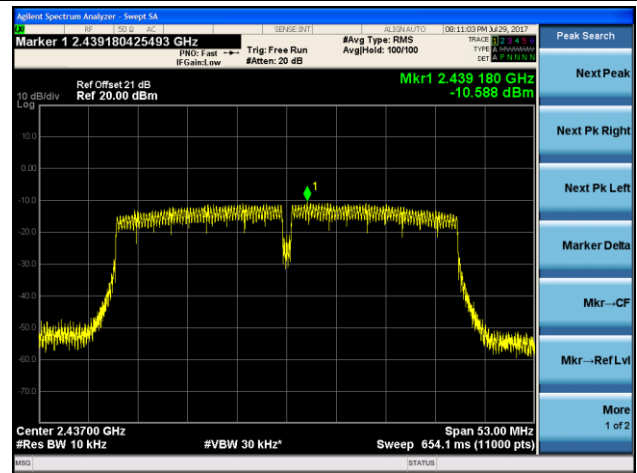 Agilent Spectrum Analyzer - Swept SA
RF 50 Ω AC SENSE:INT ALIGN AUTO 08:11:03 PM Jul 29, 2017
Marker 1 2.439180425493 GHz
PNO: Fast
IFGain:Low
Trig: Free Run
#Atten: 20 dB
#Avg Type: RMS
Avg|Hold: 100/100
TRACE 1 2 3 4 5 6
TYPE A
DET A P N N N N
Peak Search
Ref Offset 21 dB
Ref 20.00 dBm
10 dB/div
Log
Mkr1 2.439 180 GHz
-10.588 dBm
Next Peak
10.0
Next Pk Right
0.00
1
-10.0
Next Pk Left
-20.0
-30.0
Marker Delta
-40.0
Mkr→CF
-50.0
-60.0
Mkr→Ref Lvl
-70.0
More
1 of 2
Center 2.43700 GHz Span 53.00 MHz
#Res BW 10 kHz #VBW 30 kHz* Sweep 654.1 ms (11000 pts)
MSG STATUS